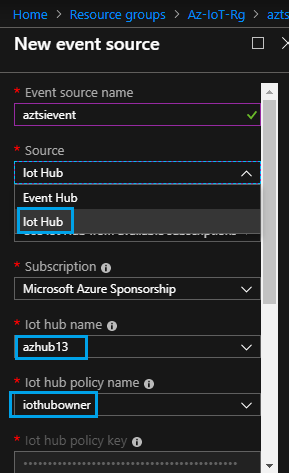 Home > Resource groups > Az-IoT-Rg > azts
New event source
* Event source name
aztsievent
* Source
Iot Hub
Event Hub
Iot Hub
* Subscription
Microsoft Azure Sponsorship
* Iot hub name
azhub13
* Iot hub policy name
iothubowner
* Iot hub policy key